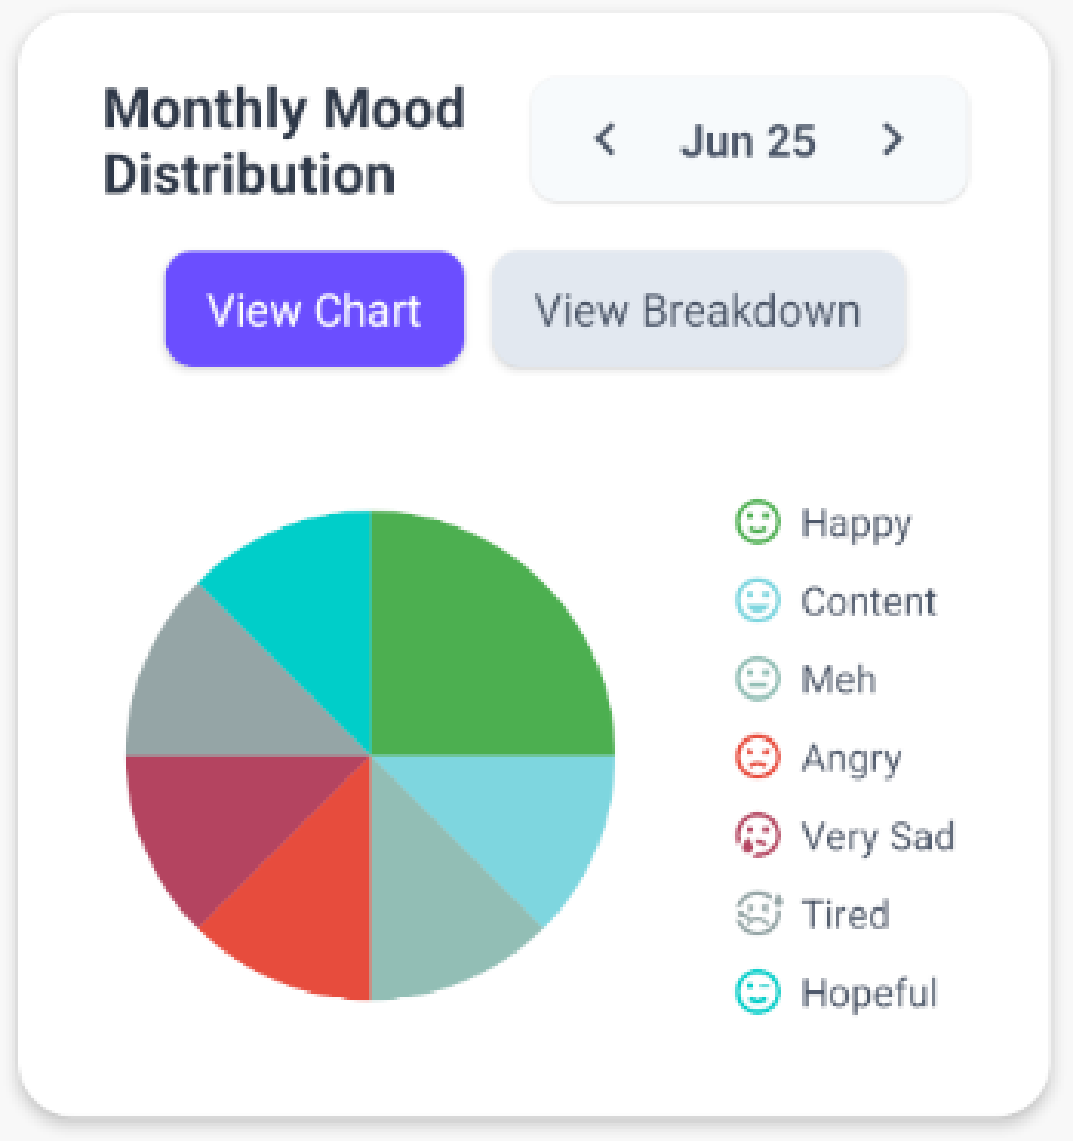 Monthly Mood
Distribution
Jun 25
View Chart
View Breakdown
Happy
Content
Meh
Angry
Very Sad
Tired
Hopeful